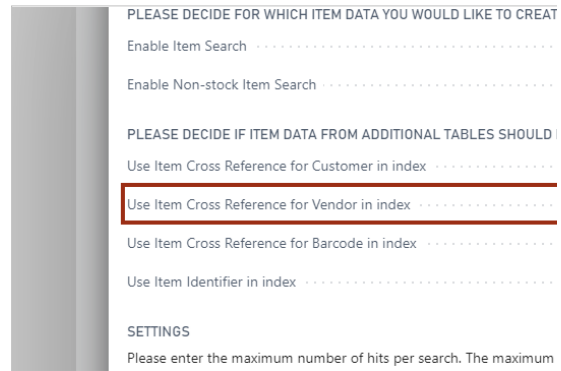 PLEASE DECIDE FOR WHICH ITEM DATA YOU WOULD LIKE TO CREAT
Enable Item Search
Enable Non-stock Item Search
PLEASE DECIDE IF ITEM DATA FROM ADDITIONAL TABLES SHOULD
Use Item Cross Reference for Customer in index
Use Item Cross Reference for Vendor in index
Use Item Cross Reference for Barcode in index
Use Item Identifier in index
SETTINGS
Please enter the maximum number of hits per search. The maximum